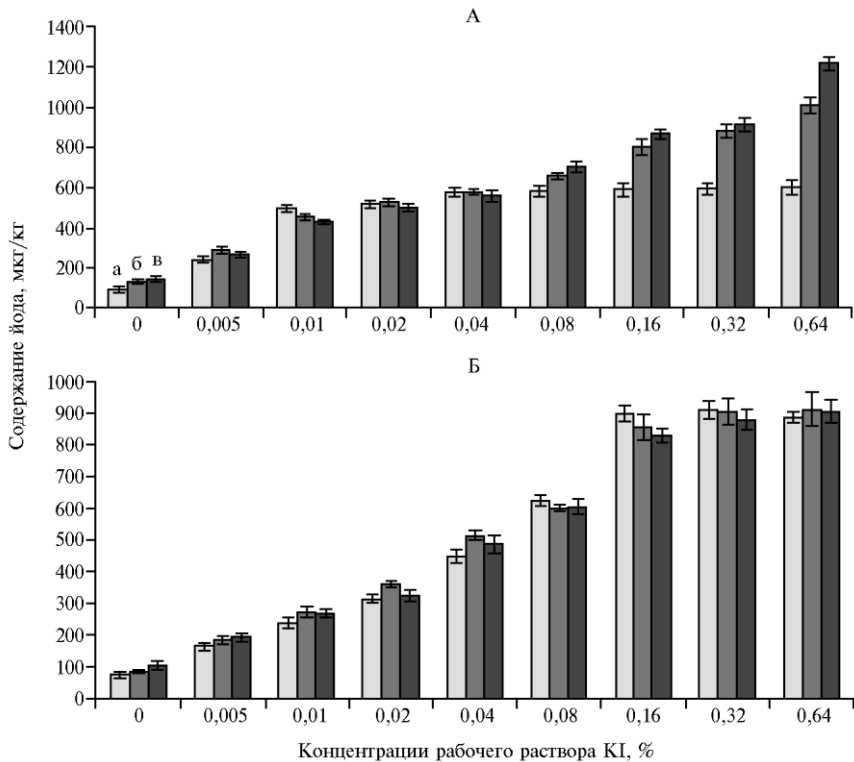 А
Содержание йода, мкг/кг
1400
1200
1000
800
600
400
200
0
а б в
0 0,005 0,01 0,02 0,04 0,08 0,16 0,32 0,64
Б
1000
900
800
700
600
500
400
300
200
100
0
0 0,005 0,01 0,02 0,04 0,08 0,16 0,32 0,64
Концентрации рабочего раствора KI, %